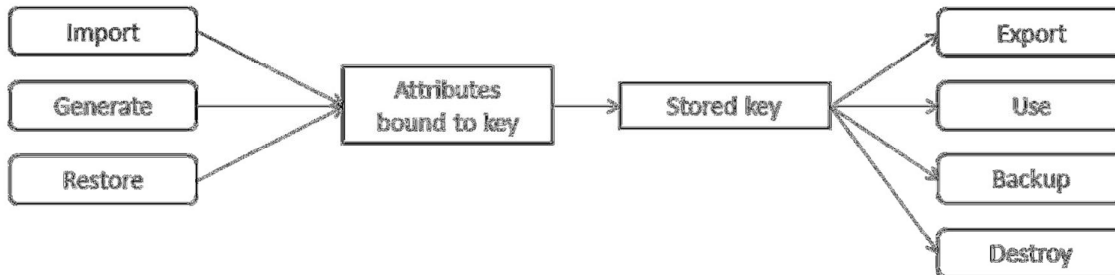 Import
Generate
Restore
Attributes
bound to key
Stored key
Export
Use
Backup
Destroy